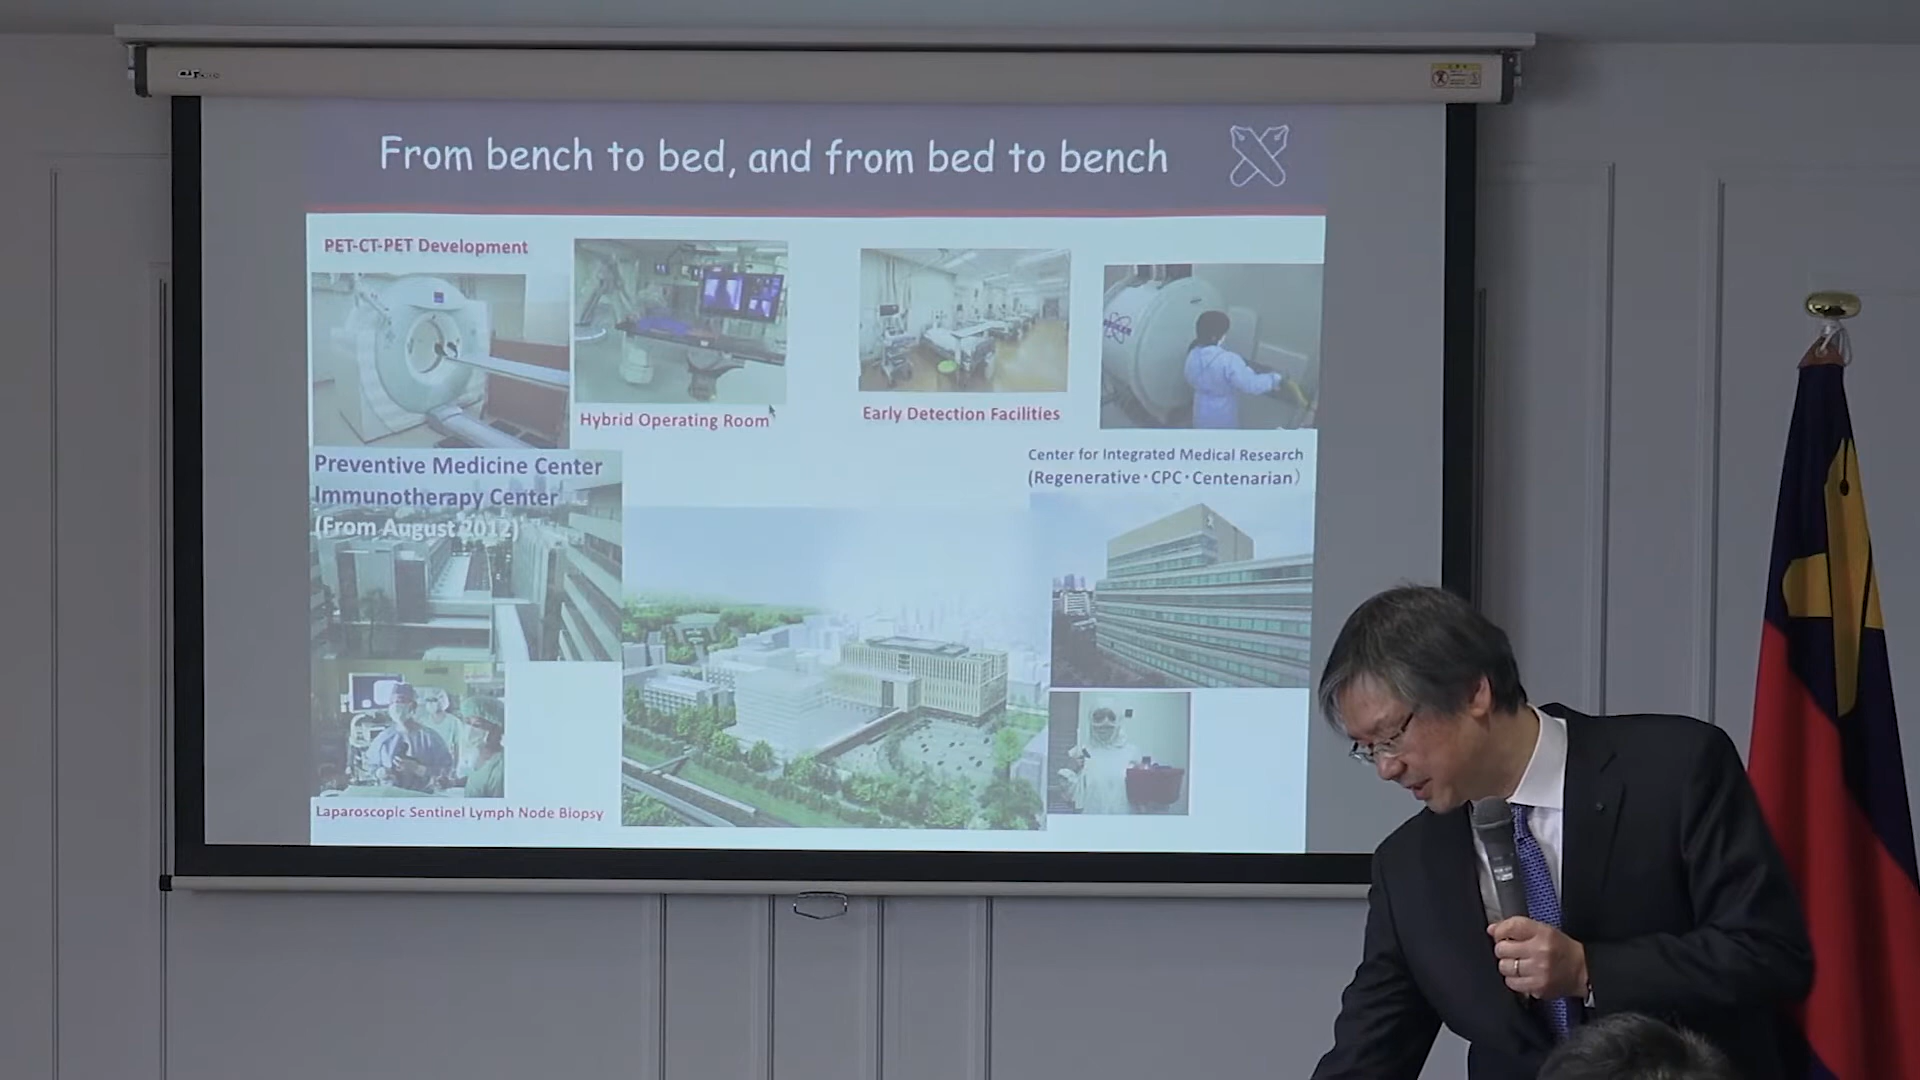 From bench to bed, and from bed to bench
PET-CT-PET Development
Hybrid Operating Room
Early Detection Facilities
Preventive Medicine Center
Immunotherapy Center
(From August 2012)
Center for Integrated Medical Research
(Regenerative・CPC・Centenarian）
Laparoscopic Sentinel Lymph Node Biopsy